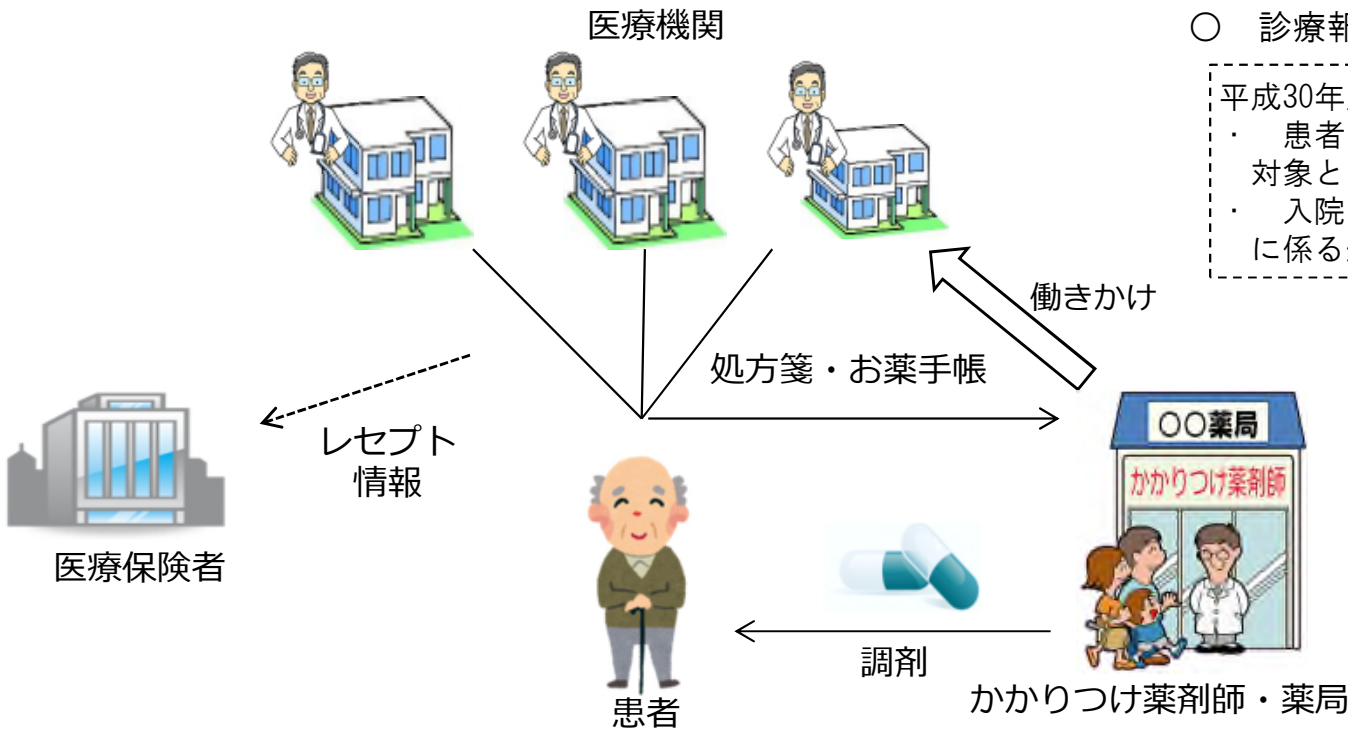 医療機関
○　診療報
平成30年
・　患者
対象と
・　入院
に係る
働きかけ
処方箋・お薬手帳
レセプト
情報
医療保険者
○○薬局
かかりつけ薬剤師
調剤
患者
かかりつけ薬剤師・薬局